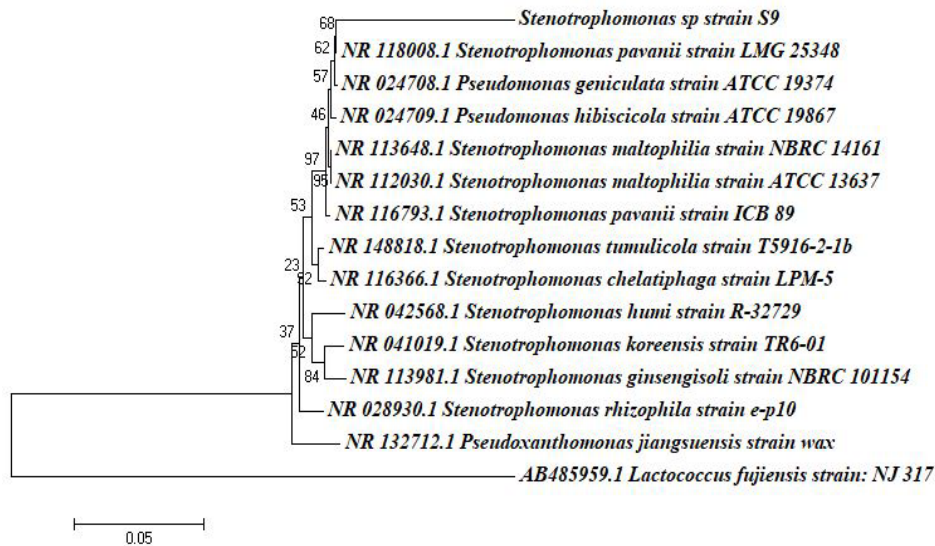 68
Stenotrophomonas sp strain S9
62
NR 118008.1 Stenotrophomonas pavanii strain LMG 25348
57
NR 024708.1 Pseudomonas geniculata strain ATCC 19374
46
NR 024709.1 Pseudomonas hibiscicola strain ATCC 19867
NR 113648.1 Stenotrophomonas maltophilia strain NBRC 14161
97
95
NR 112030.1 Stenotrophomonas maltophilia strain ATCC 13637
53
NR 116793.1 Stenotrophomonas pavanii strain ICB 89
NR 148818.1 Stenotrophomonas tumulicola strain T5916-2-1b
23
NR 116366.1 Stenotrophomonas chelatiphaga strain LPM-5
NR 042568.1 Stenotrophomonas humi strain R-32729
37
NR 041019.1 Stenotrophomonas koreensis strain TR6-01
84
NR 113981.1 Stenotrophomonas ginsengisoli strain NBRC 101154
NR 028930.1 Stenotrophomonas rhizophila strain e-p10
NR 132712.1 Pseudoxanthomonas jiangsuensis strain wax
AB485959.1 Lactococcus fujiensis strain: NJ 317
0.05